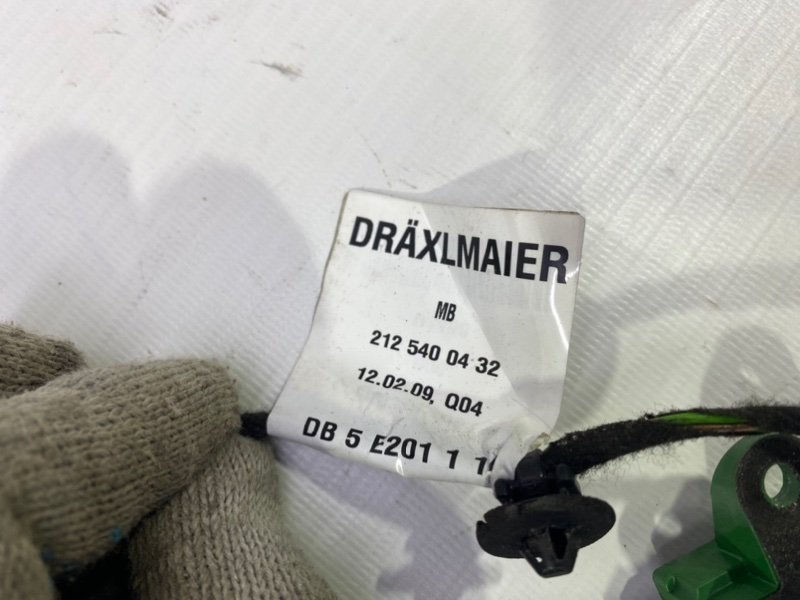 DRÄXLMAIER
MB
212 540 04 32
12.02.09, Q04
DB 5 E201 1